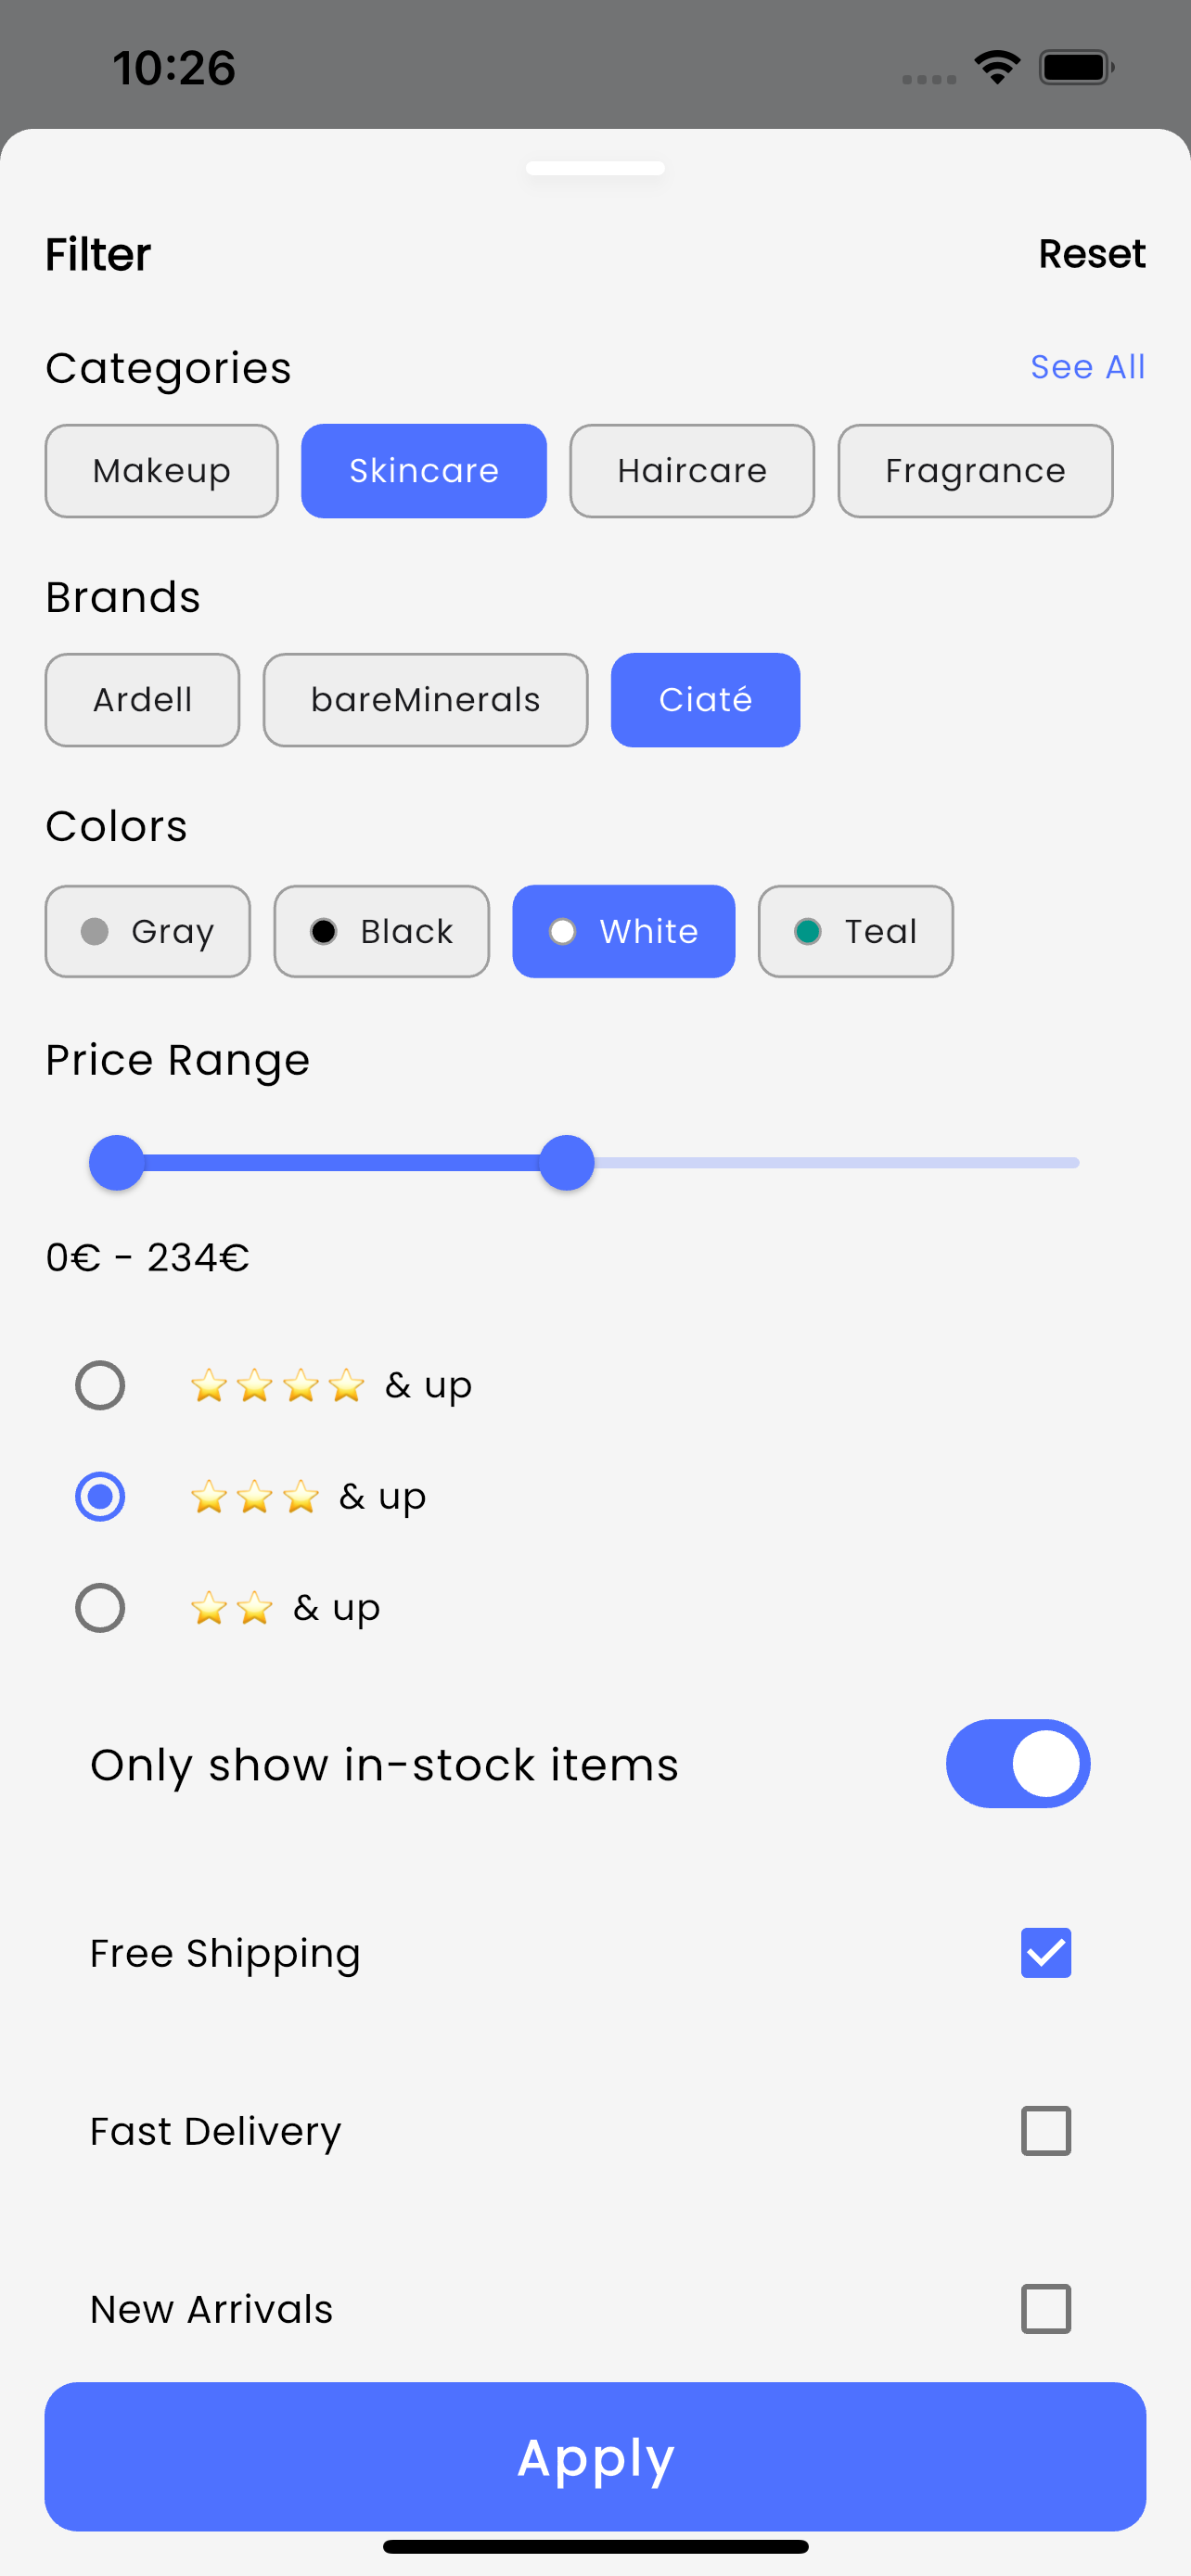 10:26
Filter Reset
Categories See All
Makeup Skincare Haircare Fragrance
Brands
Ardell bareMinerals Ciaté
Colors
Gray Black White Teal
Price Range
0€ - 234€
⭐⭐⭐⭐ & up
⭐⭐⭐ & up
⭐⭐ & up
Only show in-stock items
Free Shipping
Fast Delivery
New Arrivals
Apply